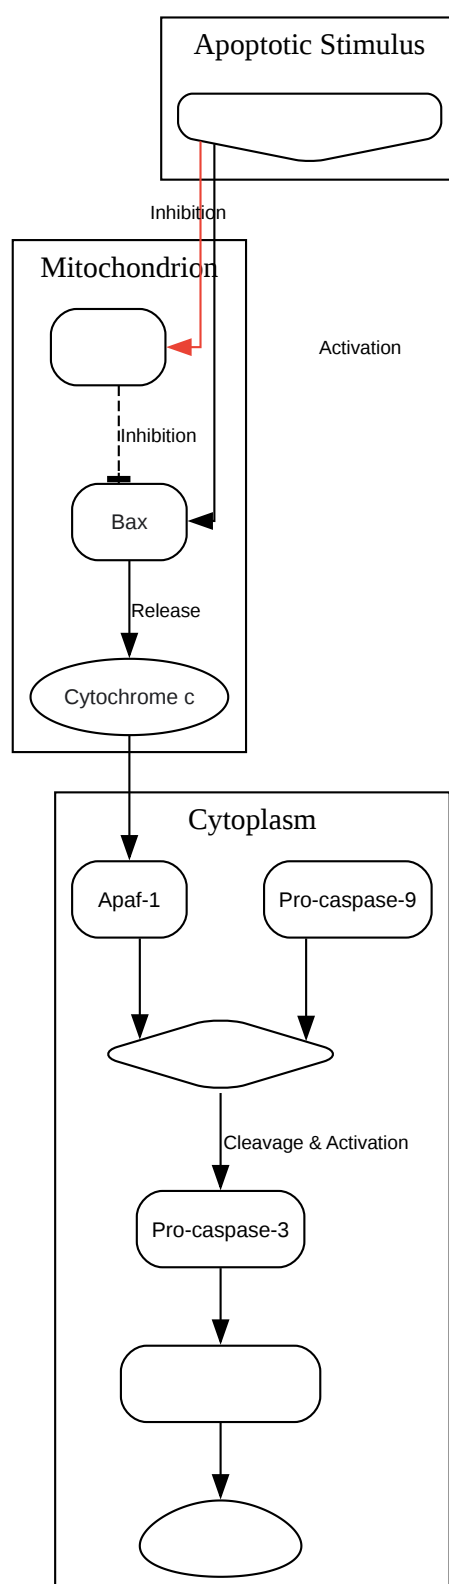 Apoptotic Stimulus
Inhibition
Mitochondrion
Activation
Inhibition
Bax
Release
Cytochrome c
Cytoplasm
Apaf-1
Pro-caspase-9
Cleavage & Activation
Pro-caspase-3